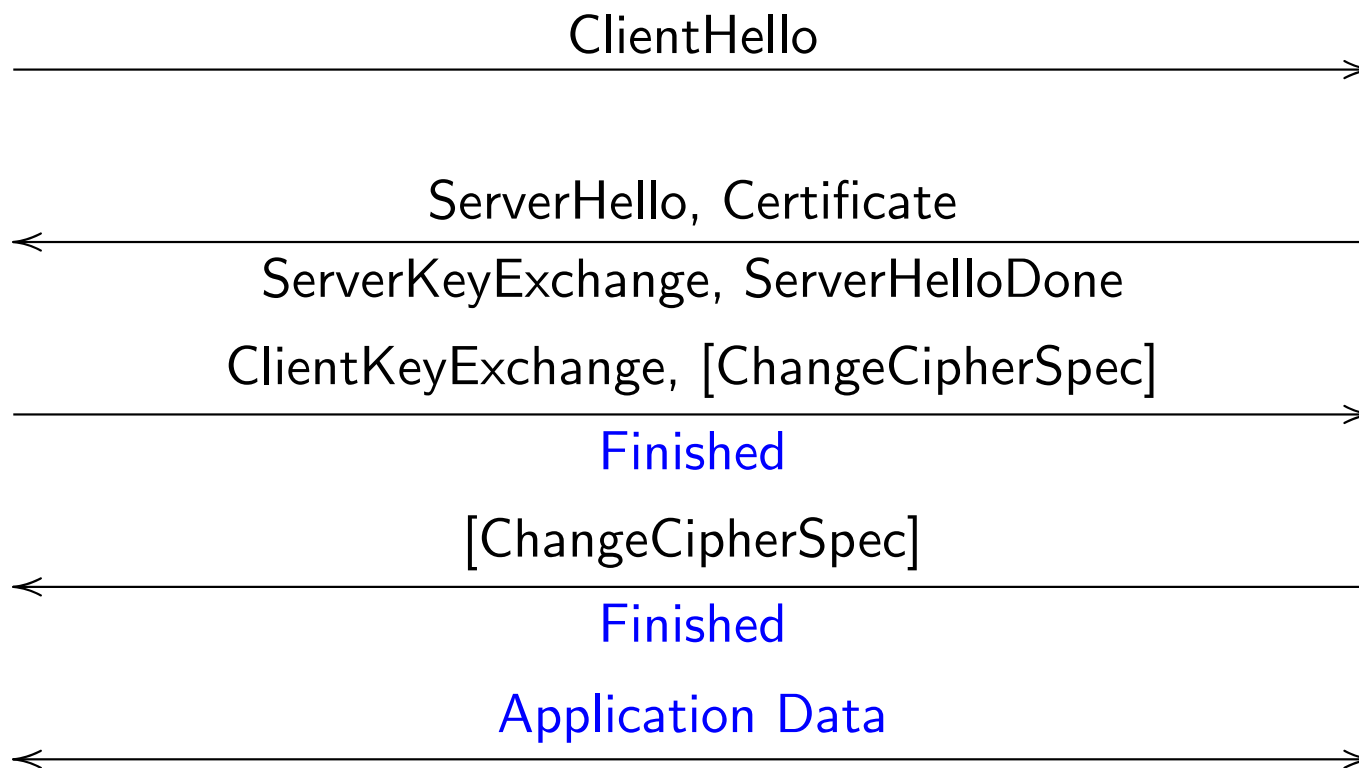 ClientHello
ServerHello, Certificate
ServerKeyExchange, ServerHelloDone
ClientKeyExchange, [ChangeCipherSpec]
Finished
[ChangeCipherSpec]
Finished
Application Data